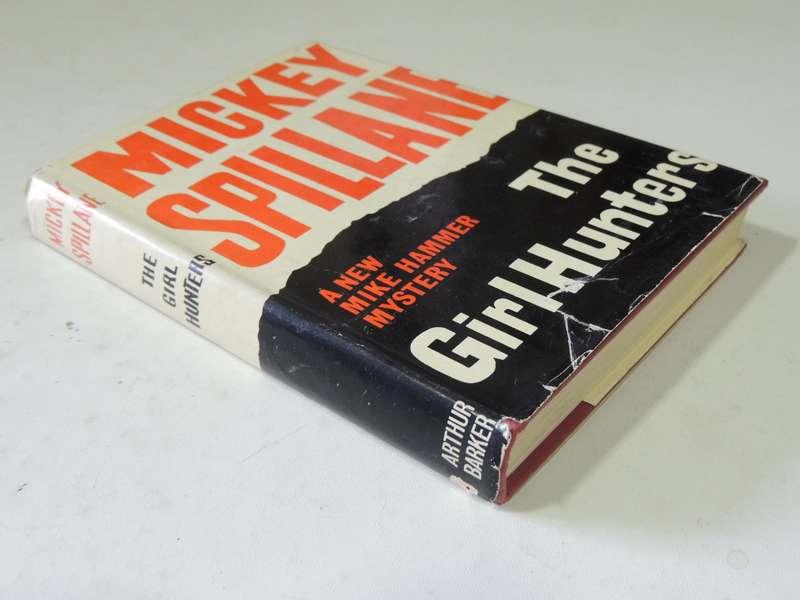 MICKEY
SPILLANE
A NEW
MIKE HAMMER
MYSTERY
The
Girl Hunters
MICKEY
SPILLANE
THE
GIRL
HUNTERS
ARTHUR
BARKER